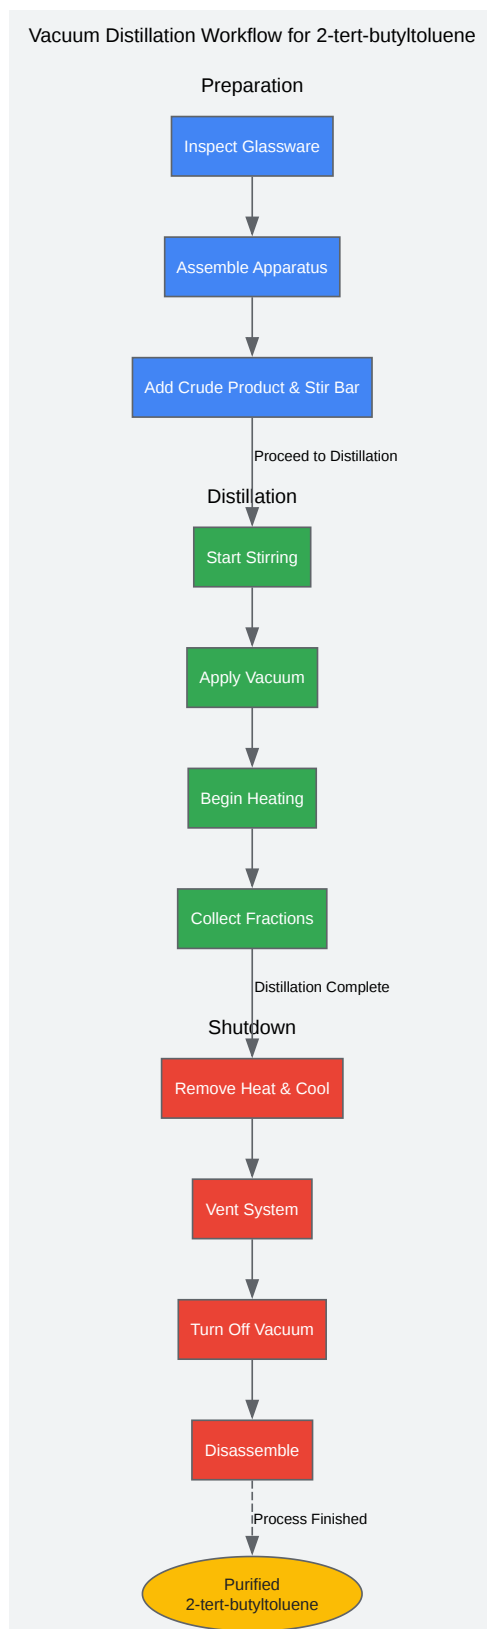 Vacuum Distillation Workflow for 2-tert-butyltoluene
Preparation
Inspect Glassware
Assemble Apparatus
Add Crude Product & Stir Bar
Proceed to Distillation
Distillation
Start Stirring
Apply Vacuum
Begin Heating
Collect Fractions
Distillation Complete
Shutdown
Remove Heat & Cool
Vent System
Turn Off Vacuum
Disassemble
Process Finished
Purified
2-tert-butyltoluene